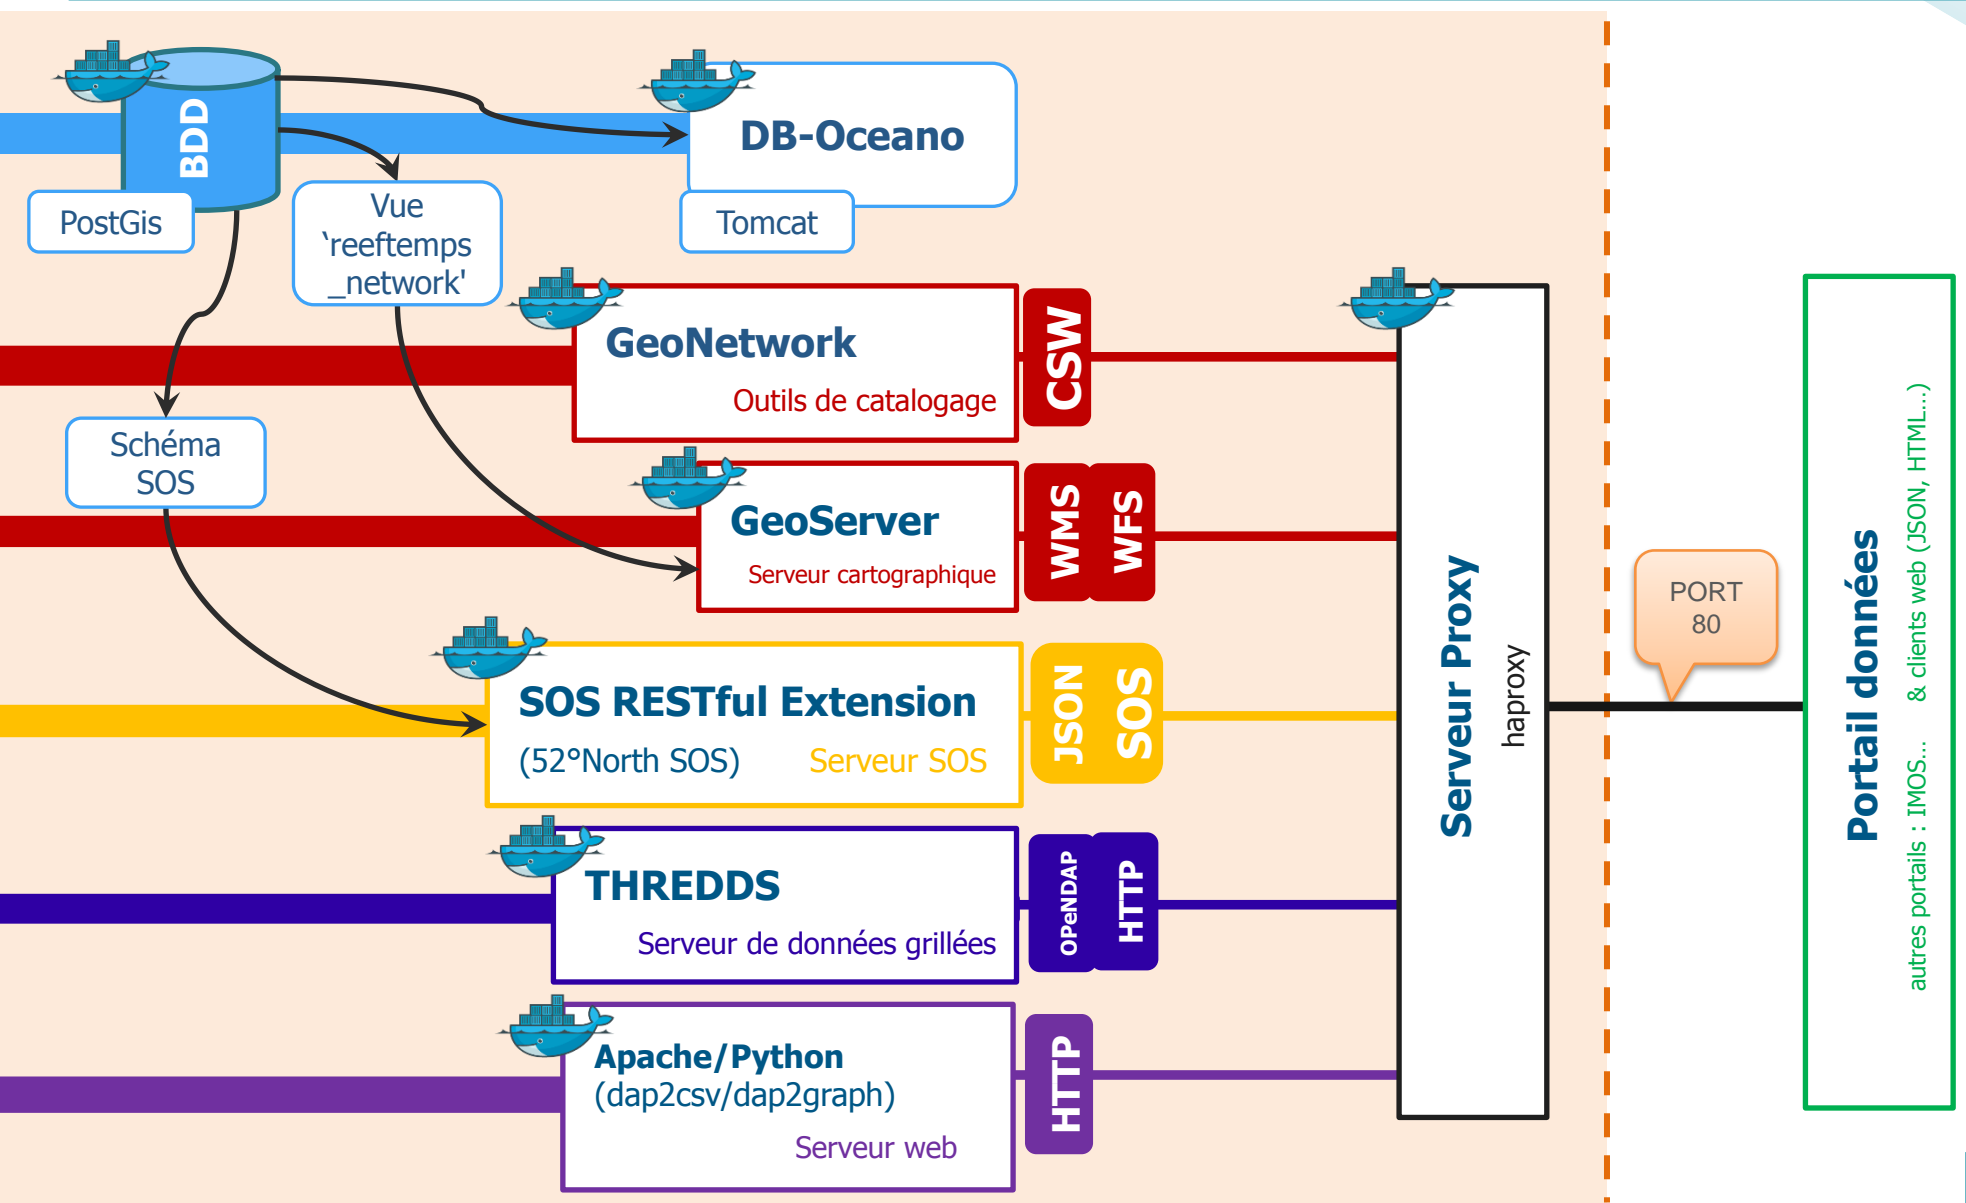 BDD
PostGis
Vue
‘reeftemps
_network'
DB-Oceano
Tomcat
GeoNetwork
Outils de catalogage
CSW
Schéma
SOS
GeoServer
Serveur cartographique
WMS
WFS
SOS RESTful Extension
(52°North SOS)
Serveur SOS
JSON
SOS
THREDDS
Serveur de données grillées
OPeNDAP
HTTP
Apache/Python
(dap2csv/dap2graph)
Serveur web
HTTP
Serveur Proxy
haproxy
PORT
80
Portail données
autres portails : IMOS... & clients web (JSON, HTML...)